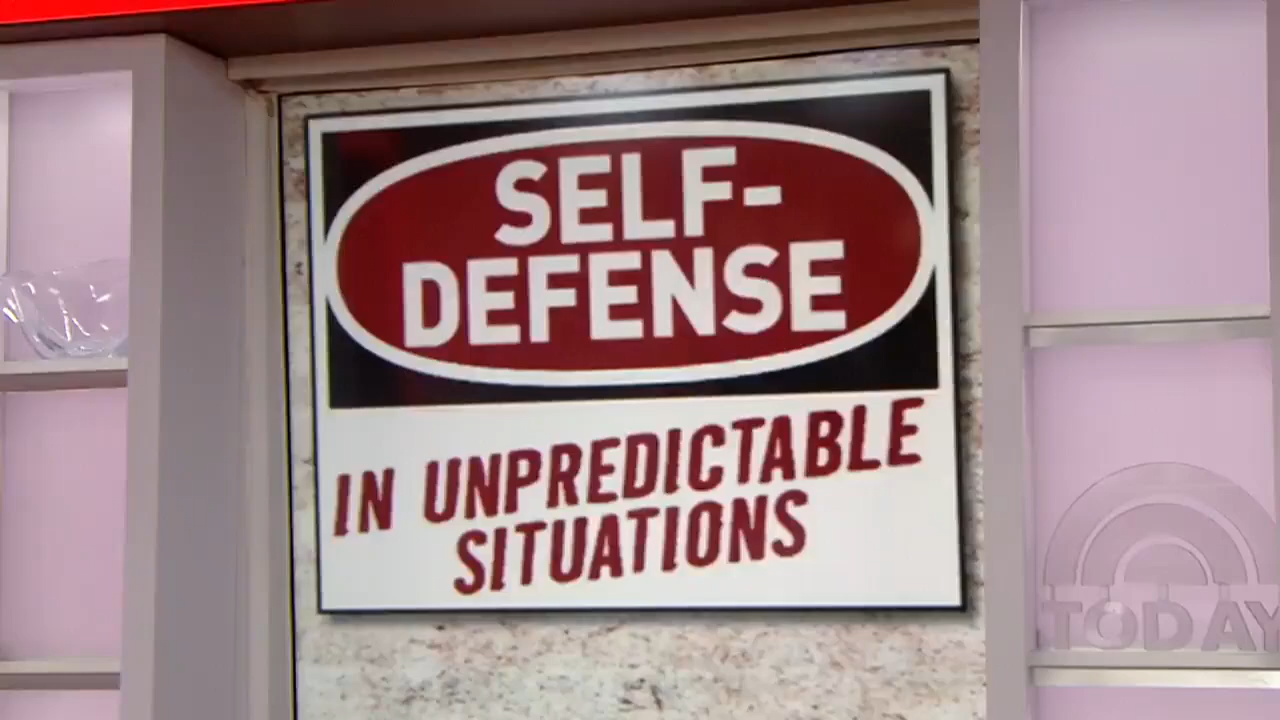 SELF-
DEFENSE
IN UNPREDICTABLE
SITUATIONS
TODAY